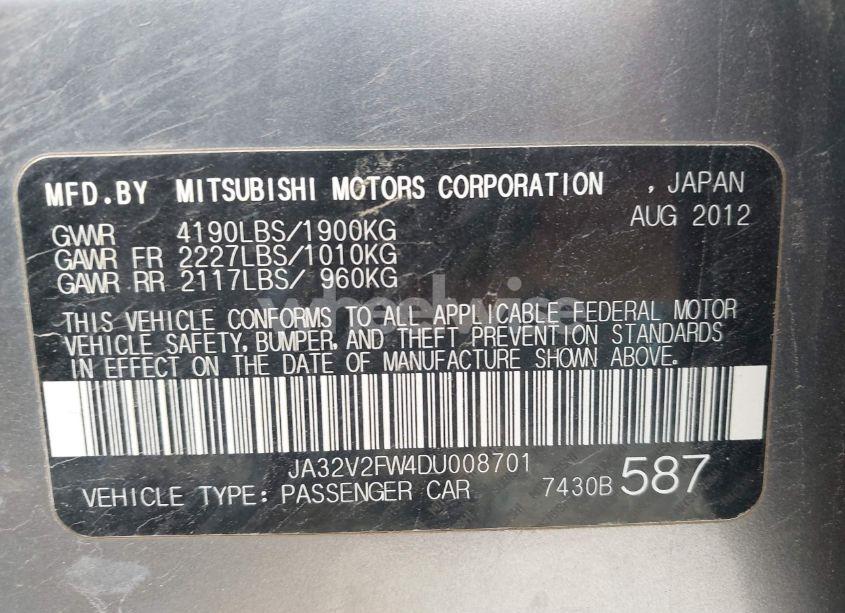 MFD.BY MITSUBISHI MOTORS CORPORATION , JAPAN
AUG 2012
GVWR 4190LBS/1900KG
GAWR FR 2227LBS/1010KG
GAWR RR 2117LBS/ 960KG
wheelwise
THIS VEHICLE CONFORMS TO ALL APPLICABLE FEDERAL MOTOR
VEHICLE SAFETY, BUMPER, AND THEFT PREVENTION STANDARDS
IN EFFECT ON THE DATE OF MANUFACTURE SHOWN ABOVE.
JA32V2FW4DU008701
VEHICLE TYPE: PASSENGER CAR 7430B 587